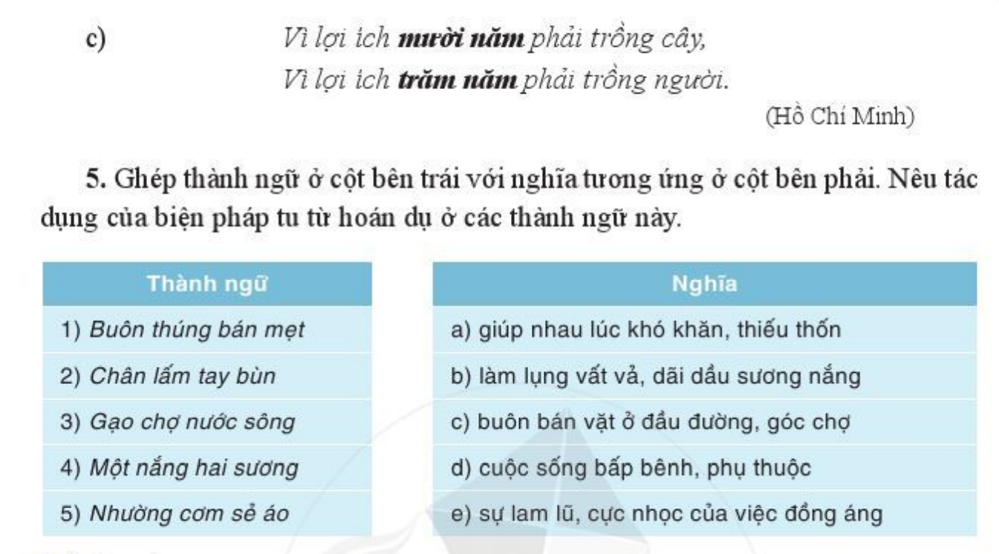 c) Vì lợi ích mười năm phải trồng cây,
Vì lợi ích trăm năm phải trồng người.
(Hồ Chí Minh)
5. Ghép thành ngữ ở cột bên trái với nghĩa tương ứng ở cột bên phải. Nêu tác
dụng của biện pháp tu từ hoán dụ ở các thành ngữ này.
Thành ngữ Nghĩa
1) Buôn thúng bán mẹt a) giúp nhau lúc khó khăn, thiếu thốn
2) Chân lấm tay bùn b) làm lụng vất vả, dãi dầu sương nắng
3) Gạo chợ nước sông c) buôn bán vặt ở đầu đường, góc chợ
4) Một nắng hai sương d) cuộc sống bấp bênh, phụ thuộc
5) Nhường cơm sẻ áo e) sự lam lũ, cực nhọc của việc đồng áng